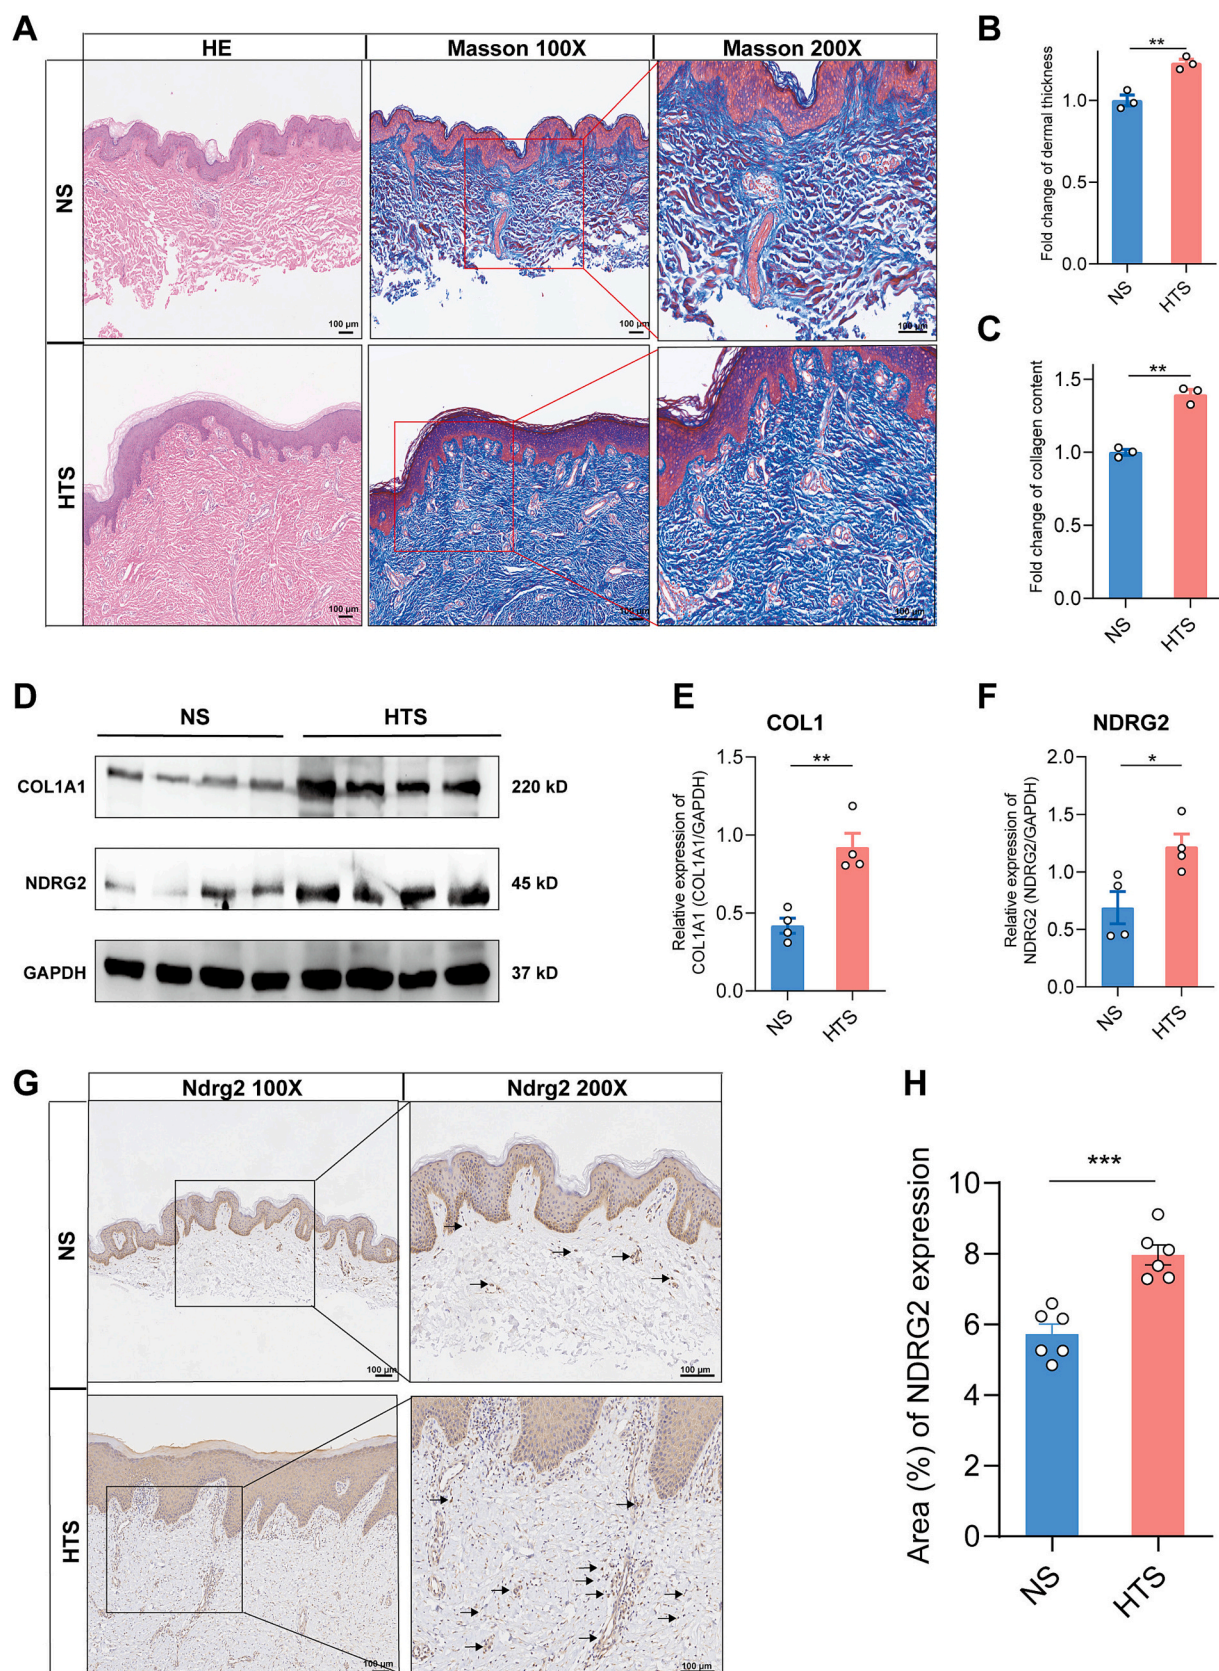 A
HE
Masson 100X
Masson 200X
NS
100 μm
100 μm
100 μm
HTS
100 μm
100 μm
100 μm
B
Fold change of dermal thickness
**
1.0
0.5
0.0
NS
HTS
C
Fold change of collagen content
**
1.5
1.0
0.5
0.0
NS
HTS
D
NS
HTS
COL1A1
220 kD
NDRG2
45 kD
GAPDH
37 kD
E
COL1
Relative expression of
COL1A1 (COL1A1/GAPDH)
**
1.5
1.0
0.5
0.0
NS
HTS
F
NDRG2
Relative expression of
NDRG2 (NDRG2/GAPDH)
*
2.0
1.5
1.0
0.5
0.0
NS
HTS
G
Ndrg2 100X
Ndrg2 200X
NS
100 μm
100 μm
HTS
100 μm
100 μm
H
Area (%) of NDRG2 expression
***
10
8
6
4
2
0
NS
HTS